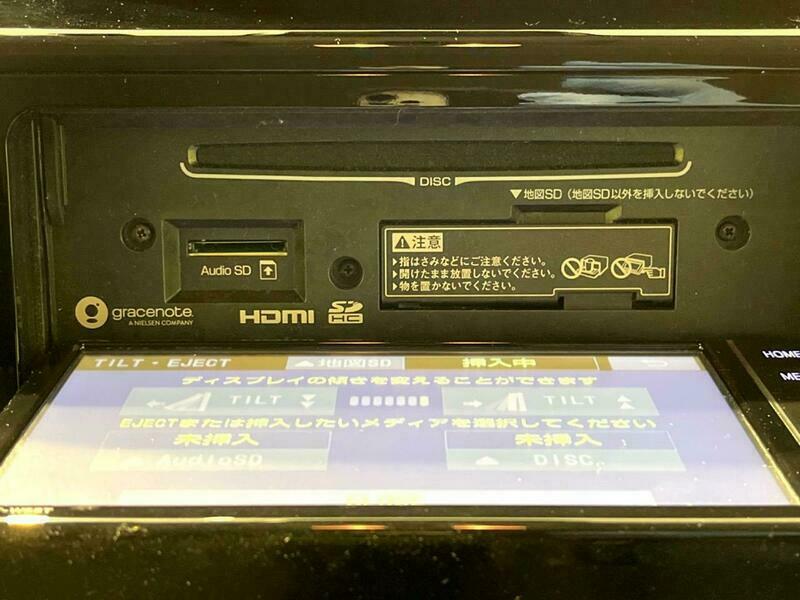 DISC
▼地図SD（地図SD以外を挿入しないでください）
注意
▶指はさみなどにご注意ください。
▶開けたまま放置しないでください。
▶物を置かないでください。
Audio SD
gracenote.
A NIELSEN COMPANY
HDMI
SD
HC
TILT・EJECT
▲地図SD
挿入中
HOME
ディスプレイの傾きを変えることができます
TILT
TILT
EJECTまたは挿入したいメディアを選択してください
未挿入
未挿入
AudioSD
DISC